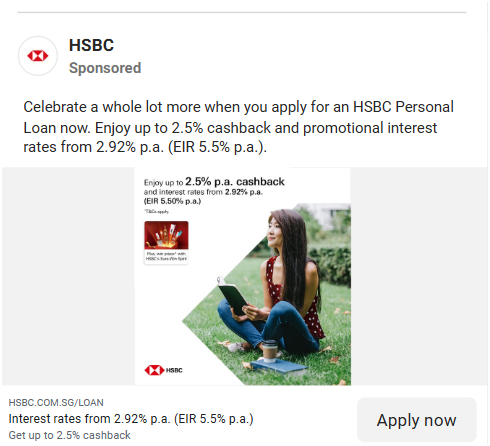 HSBC
Sponsored
Celebrate a whole lot more when you apply for an HSBC Personal
Loan now. Enjoy up to 2.5% cashback and promotional interest
rates from 2.92% p.a. (EIR 5.5% p.a.).
Enjoy up to 2.5% p.a. cashback
and interest rates from 2.92% p.a.
(EIR 5.50% p.a.)
*T&Cs apply.
Plus, win prizes* with
HSBC's Sure-Win Spin!
HSBC
HSBC.COM.SG/LOAN
Interest rates from 2.92% p.a. (EIR 5.5% p.a.)
Get up to 2.5% cashback
Apply now